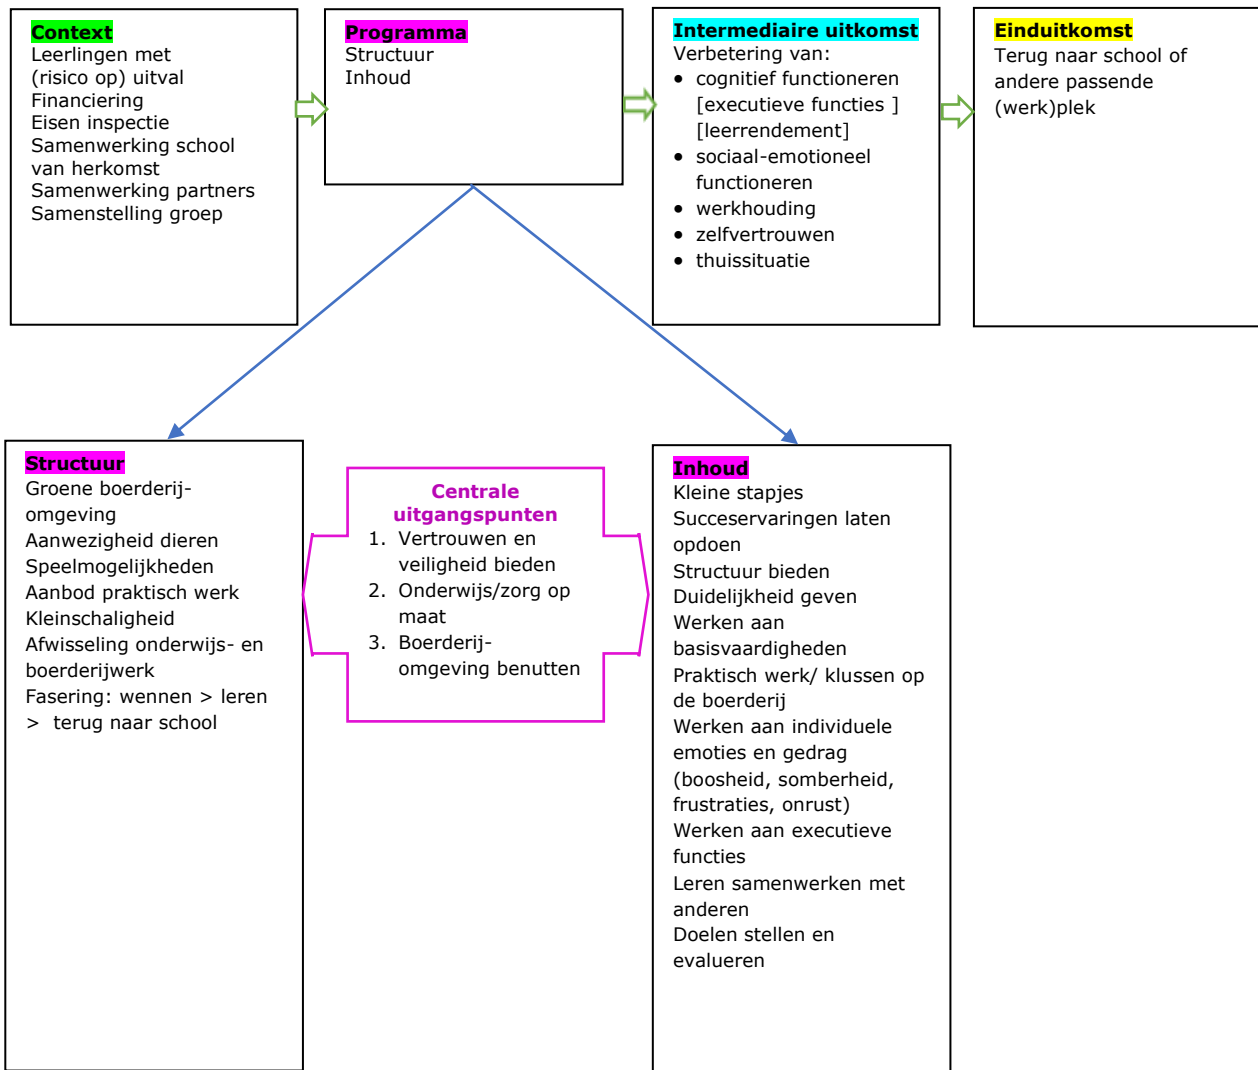 Context
Leerlingen met
(risico op) uitval
Financiering
Eisen inspectie
Samenwerking school
van herkomst
Samenwerking partners
Samenstelling groep
Programma
Structuur
Inhoud
Intermediaire uitkomst
Verbetering van:
• cognitief functioneren
[executieve functies ]
[leerrendement]
• sociaal-emotioneel
functioneren
• werkhouding
• zelfvertrouwen
• thuissituatie
Einduitkomst
Terug naar school of
andere passende
(werk)plek
Structuur
Groene boerderij-
omgeving
Aanwezigheid dieren
Speelmogelijkheden
Aanbod praktisch werk
Kleinschaligheid
Afwisseling onderwijs- en
boerderijwerk
Fasering: wennen > leren
> terug naar school
Centrale
uitgangspunten
1. Vertrouwen en
veiligheid bieden
2. Onderwijs/zorg op
maat
3. Boerderij-
omgeving benutten
Inhoud
Kleine stapjes
Succeservaringen laten
opdoen
Structuur bieden
Duidelijkheid geven
Werken aan
basisvaardigheden
Praktisch werk/ klussen op
de boerderij
Werken aan individuele
emoties en gedrag
(boosheid, somberheid,
frustraties, onrust)
Werken aan executieve
functies
Leren samenwerken met
anderen
Doelen stellen en
evalueren